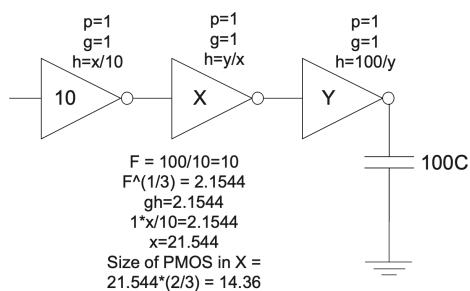 p=1
g=1
h=x/10
p=1
g=1
h=y/x
p=1
g=1
h=100/y
10
X
Y
100C
F = 100/10=10
F^(1/3) = 2.1544
gh=2.1544
1*x/10=2.1544
x=21.544
Size of PMOS in X =
21.544*(2/3) = 14.36